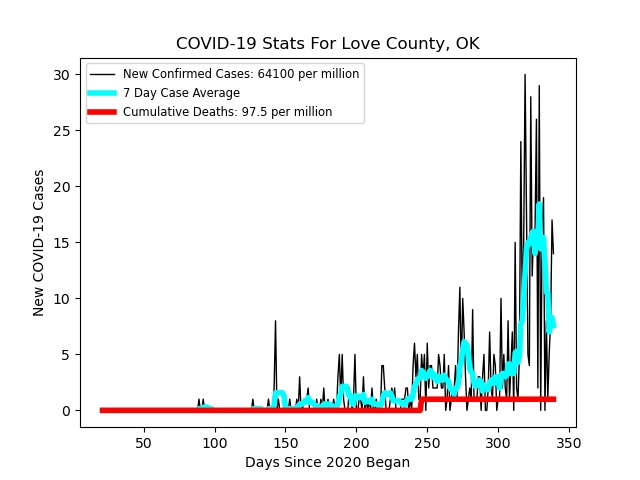 COVID-19 Stats For Love County, OK
New Confirmed Cases: 64100 per million
7 Day Case Average
Cumulative Deaths: 97.5 per million
30
25
20
15
10
5
0
New COVID-19 Cases
50 100 150 200 250 300 350
Days Since 2020 Began